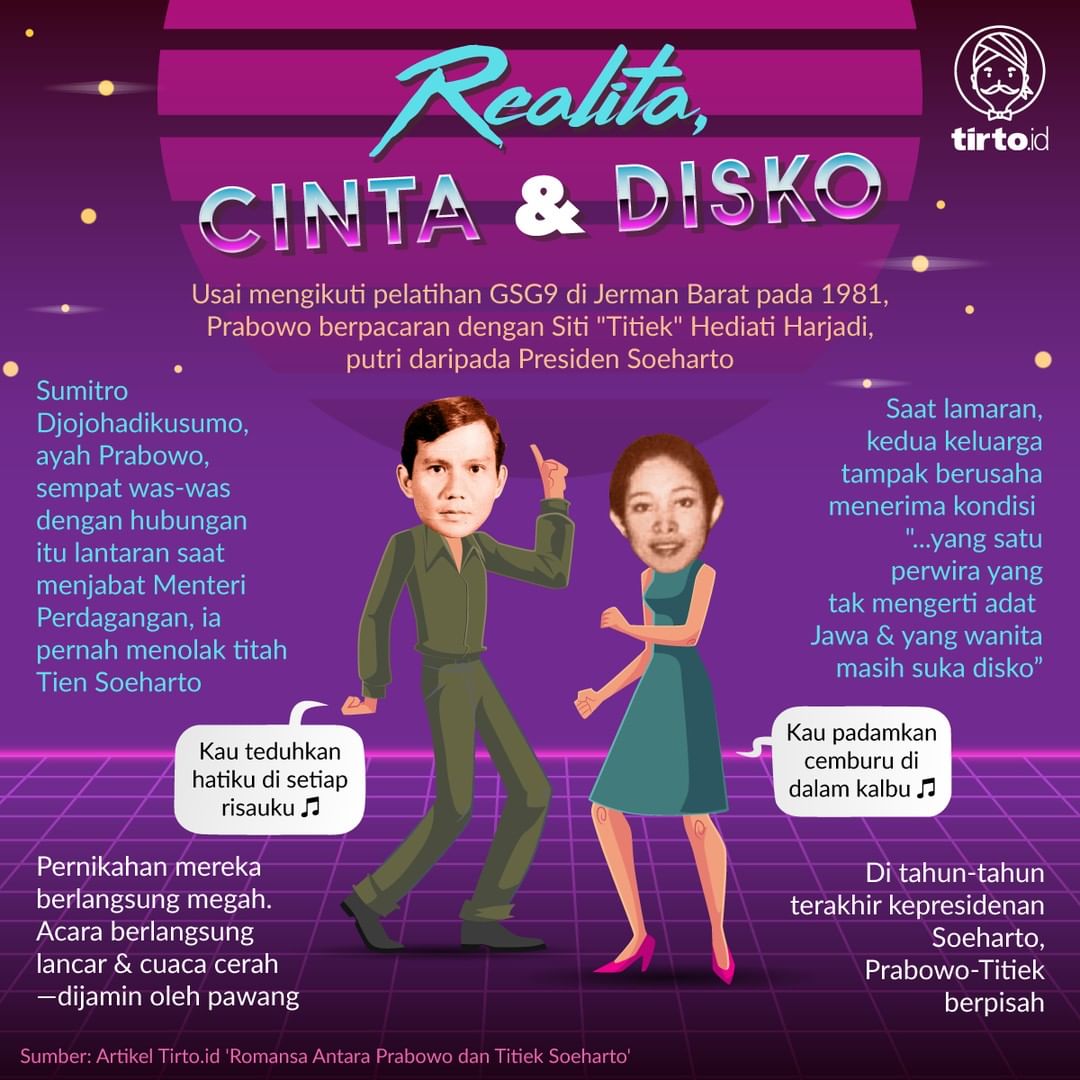 Realita,
CINTA & DISKO
tirto.id
Usai mengikuti pelatihan GSG9 di Jerman Barat pada 1981,
Prabowo berpacaran dengan Siti "Titiek" Hediati Harjadi,
putri daripada Presiden Soeharto
Sumitro
Djojohadikusumo,
ayah Prabowo,
sempat was-was
dengan hubungan
itu lantaran saat
menjabat Menteri
Perdagangan, ia
pernah menolak titah
Tien Soeharto
Saat lamaran,
kedua keluarga
tampak berusaha
menerima kondisi
"...yang satu
perwira yang
tak mengerti adat
Jawa & yang wanita
masih suka disko”
Kau teduhkan
hatiku di setiap
risauku ♫
Kau padamkan
cemburu di
dalam kalbu ♫
Pernikahan mereka
berlangsung megah.
Acara berlangsung
lancar & cuaca cerah
—dijamin oleh pawang
Di tahun-tahun
terakhir kepresidenan
Soeharto,
Prabowo-Titiek
berpisah
Sumber: Artikel Tirto.id 'Romansa Antara Prabowo dan Titiek Soeharto'